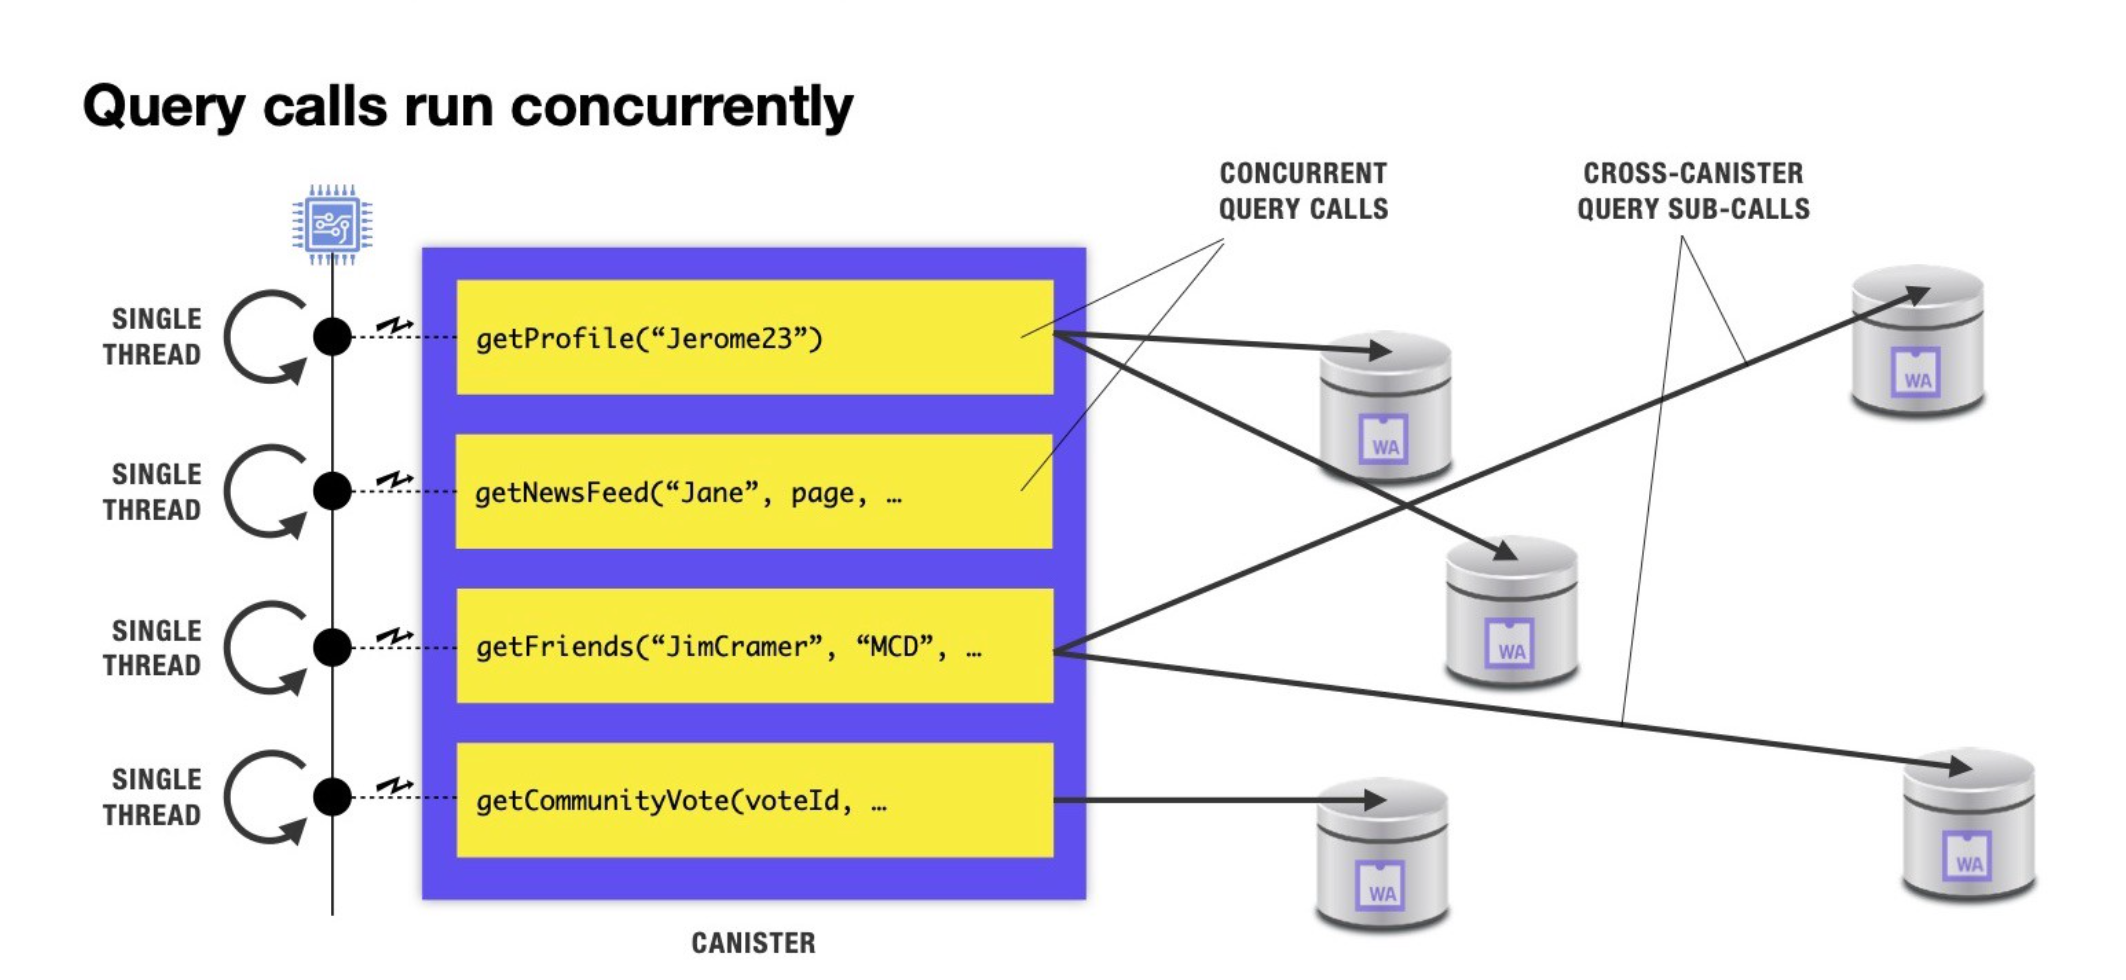 Query calls run concurrently
CONCURRENT
QUERY CALLS
CROSS-CANISTER
QUERY SUB-CALLS
SINGLE
THREAD
getProfile(“Jerome23”)
WA
WA
SINGLE
THREAD
getNewsFeed(“Jane”, page, …
SINGLE
THREAD
getFriends(“JimCramer”, “MCD”, …
WA
SINGLE
THREAD
getCommunityVote(voteId, …
WA
WA
CANISTER